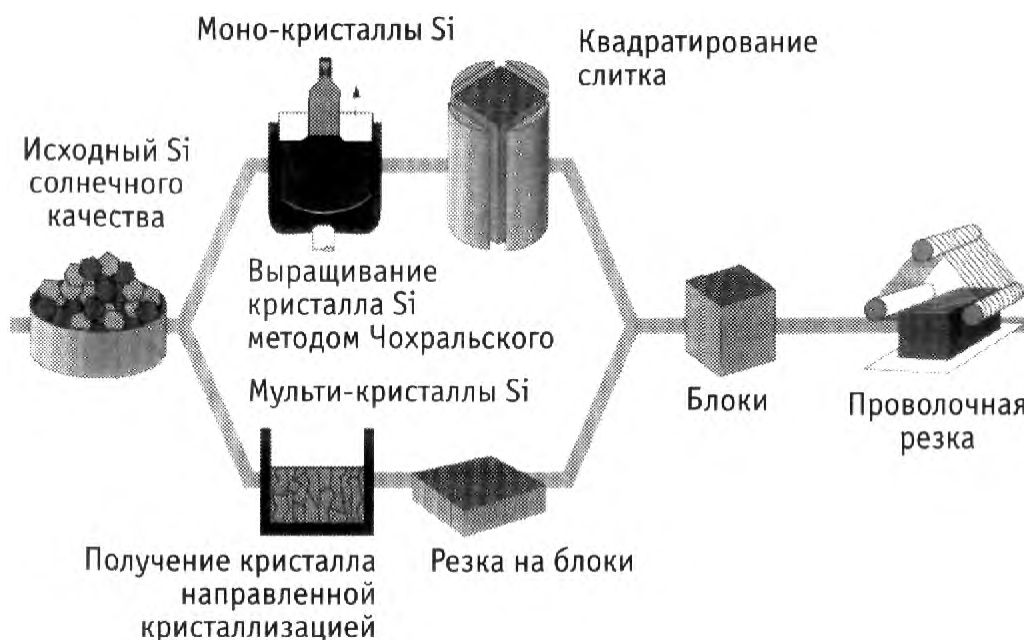 Моно-кристаллы Si
Квадратирование
слитка
Исходный Si
солнечного
качества
Выращивание
кристалла Si
методом Чохральского
Мульти-кристаллы Si
Блоки
Проволочная
резка
Получение кристалла
направленной
кристаллизацией
Резка на блоки